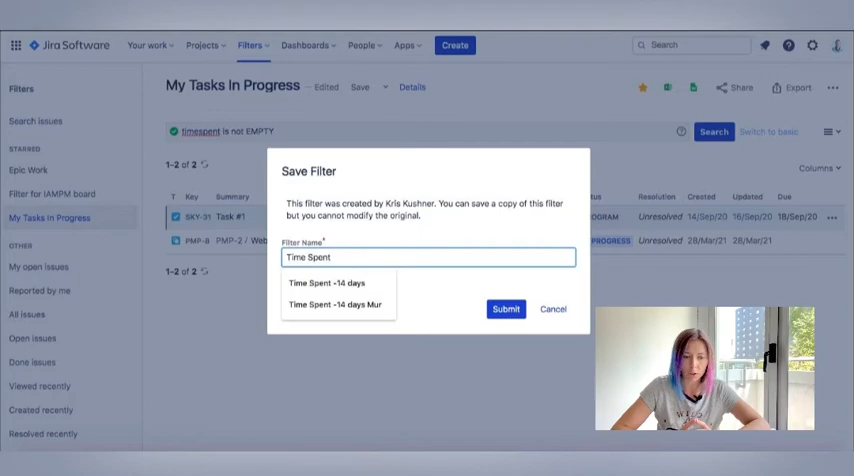 Jira Software
Your work
Projects
Filters
Dashboards
People
Apps
Create
Search
Filters
My Tasks In Progress
Edited
Save
Details
Share
Export
Search issues
timespent is not EMPTY
Search
Switch to basic
STARRED
1-2 of 2
Columns
Epic Work
T Key Summary
Resolution Created Updated Due
Filter for IAMPM board
My Tasks In Progress
SKY-31 Task #1
Unresolved 14/Sep/20 16/Sep/20 18/Sep/20
PMP-8 PMP-2 / Web
PROGRESS Unresolved 28/Mar/21 28/Mar/21
OTHER
1-2 of 2
My open issues
Reported by me
All issues
Open issues
Done issues
Viewed recently
Created recently
Resolved recently
Save Filter
This filter was created by Kris Kushner. You can save a copy of this filter
but you cannot modify the original.
Filter Name*
Time Spent
Time Spent -14 days
Time Spent -14 days Mur
Submit
Cancel